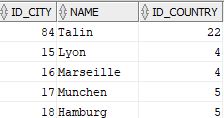 ID_CITY NAME ID_COUNTRY
84 Talin 22
15 Lyon 4
16 Marseille 4
17 Munchen 5
18 Hamburg 5